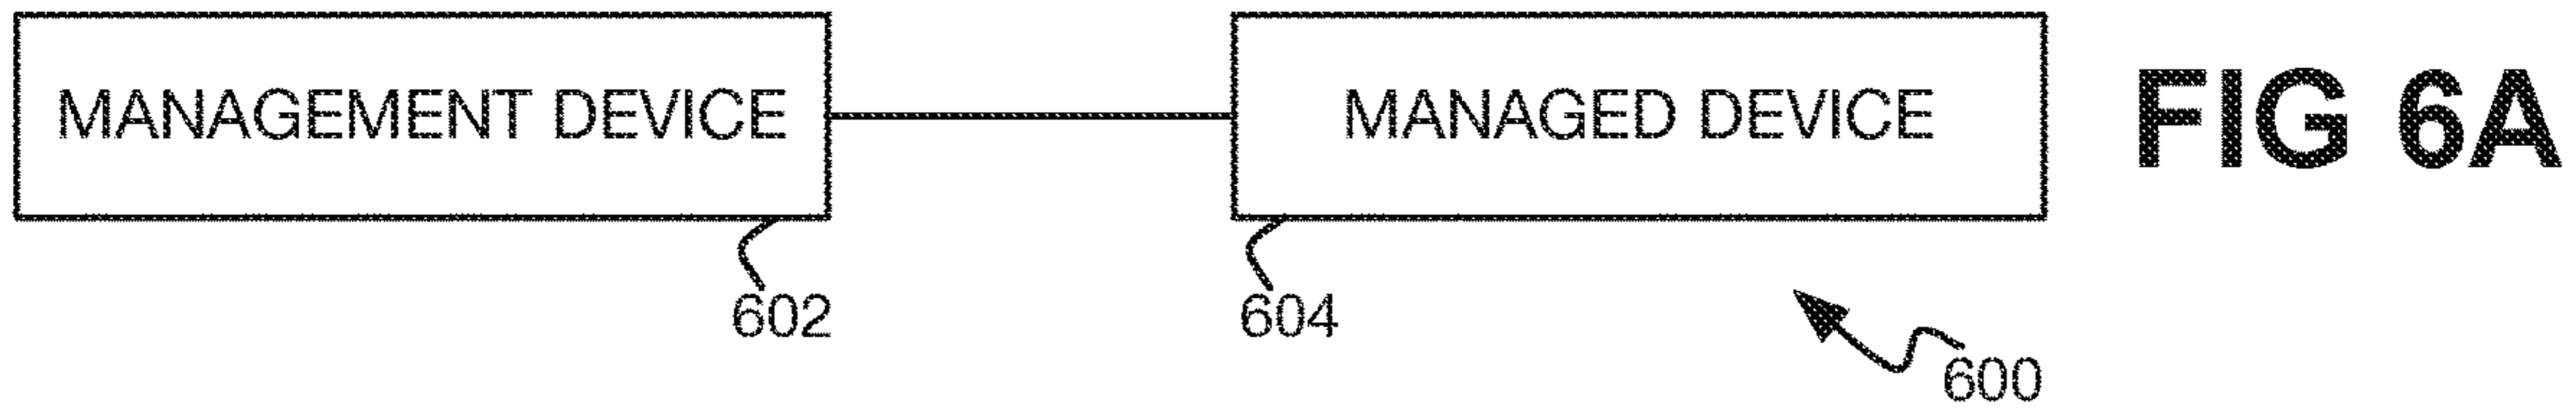 MANAGEMENT DEVICE
MANAGED DEVICE
FIG 6A
602
604
600